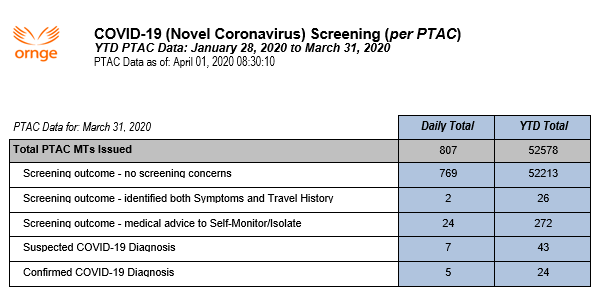 COVID-19 (Novel Coronavirus) Screening (per PTAC)
YTD PTAC Data: January 28, 2020 to March 31, 2020
PTAC Data as of: April 01, 2020 08:30:10
ornge
PTAC Data for: March 31, 2020 Daily Total YTD Total
Total PTAC MTs Issued 807 52578
Screening outcome - no screening concerns 769 52213
Screening outcome - identified both Symptoms and Travel History 2 26
Screening outcome - medical advice to Self-Monitor/Isolate 24 272
Suspected COVID-19 Diagnosis 7 43
Confirmed COVID-19 Diagnosis 5 24